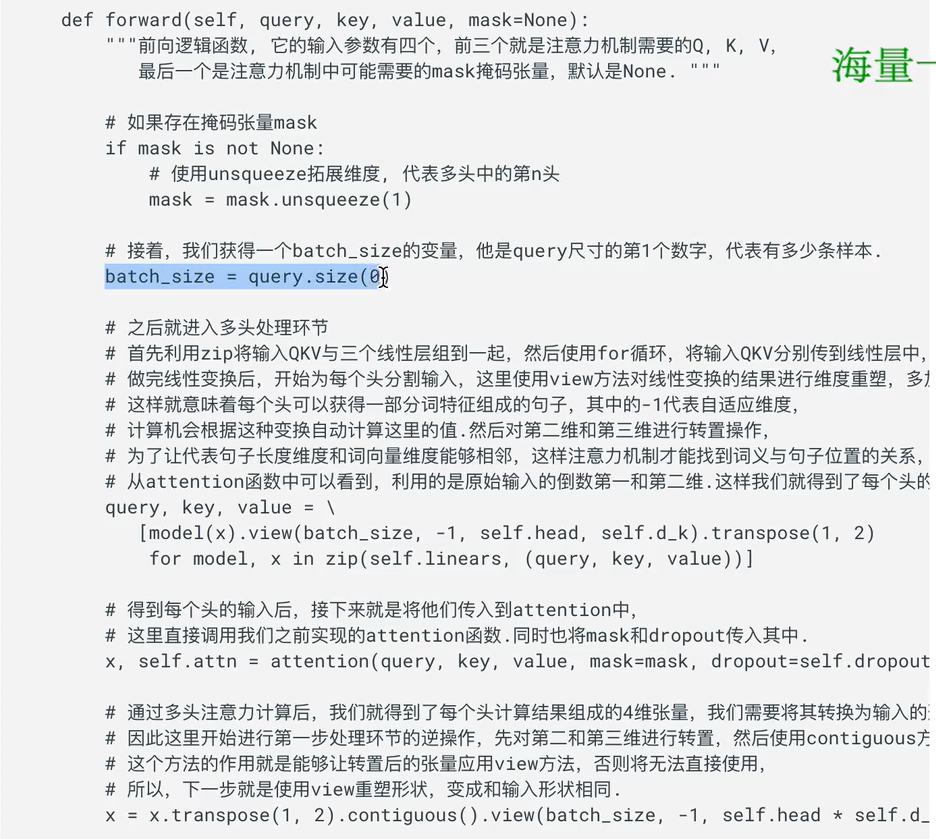 def forward(self, query, key, value, mask=None):
"""前向逻辑函数, 它的输入参数有四个，前三个就是注意力机制需要的Q, K, V,
最后一个是注意力机制中可能需要的mask掩码张量，默认是None. """
海量一
# 如果存在掩码张量mask
if mask is not None:
# 使用unsqueeze拓展维度, 代表多头中的第n头
mask = mask.unsqueeze(1)
# 接着，我们获得一个batch_size的变量，他是query尺寸的第1个数字，代表有多少条样本.
batch_size = query.size(0)
# 之后就进入多头处理环节
# 首先利用zip将输入QKV与三个线性层组到一起，然后使用for循环，将输入QKV分别传到线性层中，
# 做完线性变换后，开始为每个头分割输入，这里使用view方法对线性变换的结果进行维度重塑，多加
# 这样就意味着每个头可以获得一部分词特征组成的句子，其中的-1代表自适应维度，
# 计算机会根据这种变换自动计算这里的值.然后对第二维和第三维进行转置操作，
# 为了让代表句子长度维度和词向量维度能够相邻，这样注意力机制才能找到词义与句子位置的关系，
# 从attention函数中可以看到，利用的是原始输入的倒数第一和第二维.这样我们就得到了每个头的
query, key, value = \
[model(x).view(batch_size, -1, self.head, self.d_k).transpose(1, 2)
for model, x in zip(self.linears, (query, key, value))]
# 得到每个头的输入后，接下来就是将他们传入到attention中，
# 这里直接调用我们之前实现的attention函数.同时也将mask和dropout传入其中.
x, self.attn = attention(query, key, value, mask=mask, dropout=self.dropout
# 通过多头注意力计算后，我们就得到了每个头计算结果组成的4维张量，我们需要将其转换为输入的
# 因此这里开始进行第一步处理环节的逆操作，先对第二和第三维进行转置，然后使用contiguous方
# 这个方法的作用就是能够让转置后的张量应用view方法，否则将无法直接使用，
# 所以，下一步就是使用view重塑形状，变成和输入形状相同.
x = x.transpose(1, 2).contiguous().view(batch_size, -1, self.head * self.d_